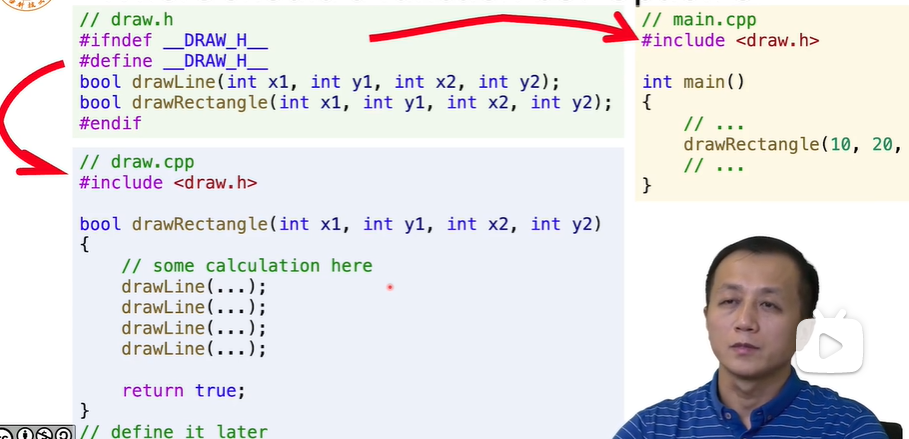 // draw.h
#ifndef __DRAW_H__
#define __DRAW_H__
bool drawLine(int x1, int y1, int x2, int y2);
bool drawRectangle(int x1, int y1, int x2, int y2);
#endif
// main.cpp
#include <draw.h>
int main()
{
// ...
drawRectangle(10, 20,
// ...
}
// draw.cpp
#include <draw.h>
bool drawRectangle(int x1, int y1, int x2, int y2)
{
// some calculation here
drawLine(...);
drawLine(...);
drawLine(...);
drawLine(...);
return true;
}
// define it later